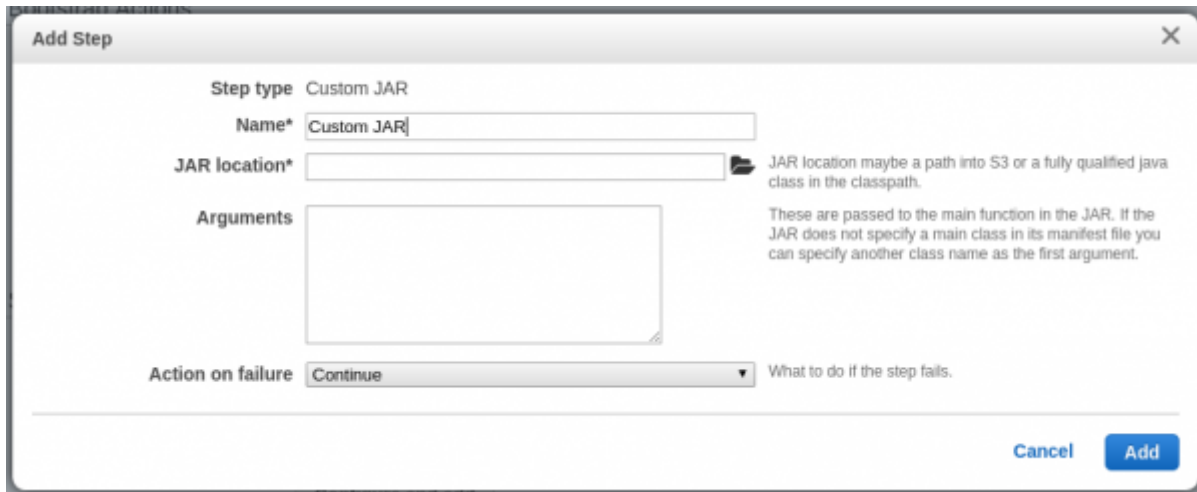 Bootstrap Actions
Add Step
Step type Custom JAR
Name* Custom JAR
JAR location*
JAR location maybe a path into S3 or a fully qualified java
class in the classpath.
Arguments
These are passed to the main function in the JAR. If the
JAR does not specify a main class in its manifest file you
can specify another class name as the first argument.
Action on failure Continue What to do if the step fails.
Cancel Add